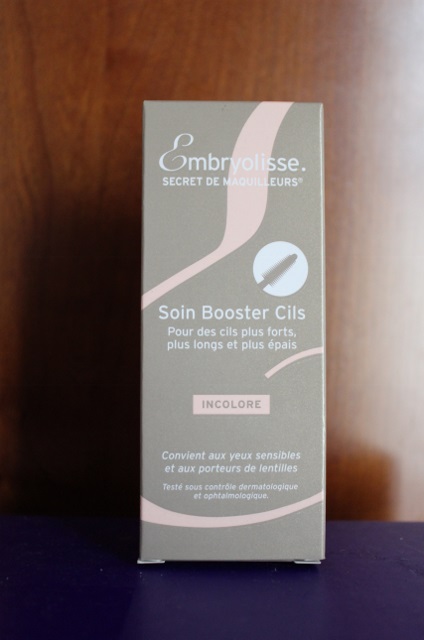 Embryolisse.
SECRET DE MAQUILLEURS®
Soin Booster Cils
Pour des cils plus forts,
plus longs et plus épais
INCOLORE
Convient aux yeux sensibles
et aux porteurs de lentilles
Testé sous contrôle dermatologique
et ophtalmologique.